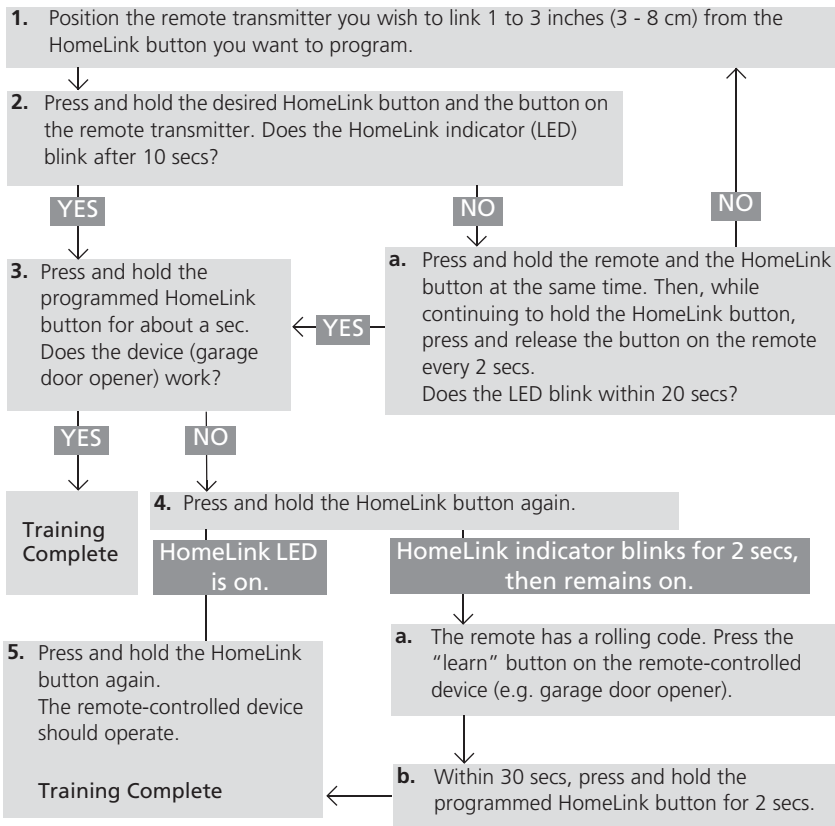 1. Position the remote transmitter you wish to link 1 to 3 inches (3 - 8 cm) from the
HomeLink button you want to program.
2. Press and hold the desired HomeLink button and the button on
the remote transmitter. Does the HomeLink indicator (LED)
blink after 10 secs?
YES
NO
NO
3. Press and hold the
programmed HomeLink
button for about a sec.
Does the device (garage
door opener) work?
YES
a. Press and hold the remote and the HomeLink
button at the same time. Then, while
continuing to hold the HomeLink button,
press and release the button on the remote
every 2 secs.
Does the LED blink within 20 secs?
YES
NO
Training
Complete
4. Press and hold the HomeLink button again.
HomeLink LED
is on.
HomeLink indicator blinks for 2 secs,
then remains on.
5. Press and hold the HomeLink
button again.
The remote-controlled device
should operate.
Training Complete
a. The remote has a rolling code. Press the
“learn” button on the remote-controlled
device (e.g. garage door opener).
b. Within 30 secs, press and hold the
programmed HomeLink button for 2 secs.